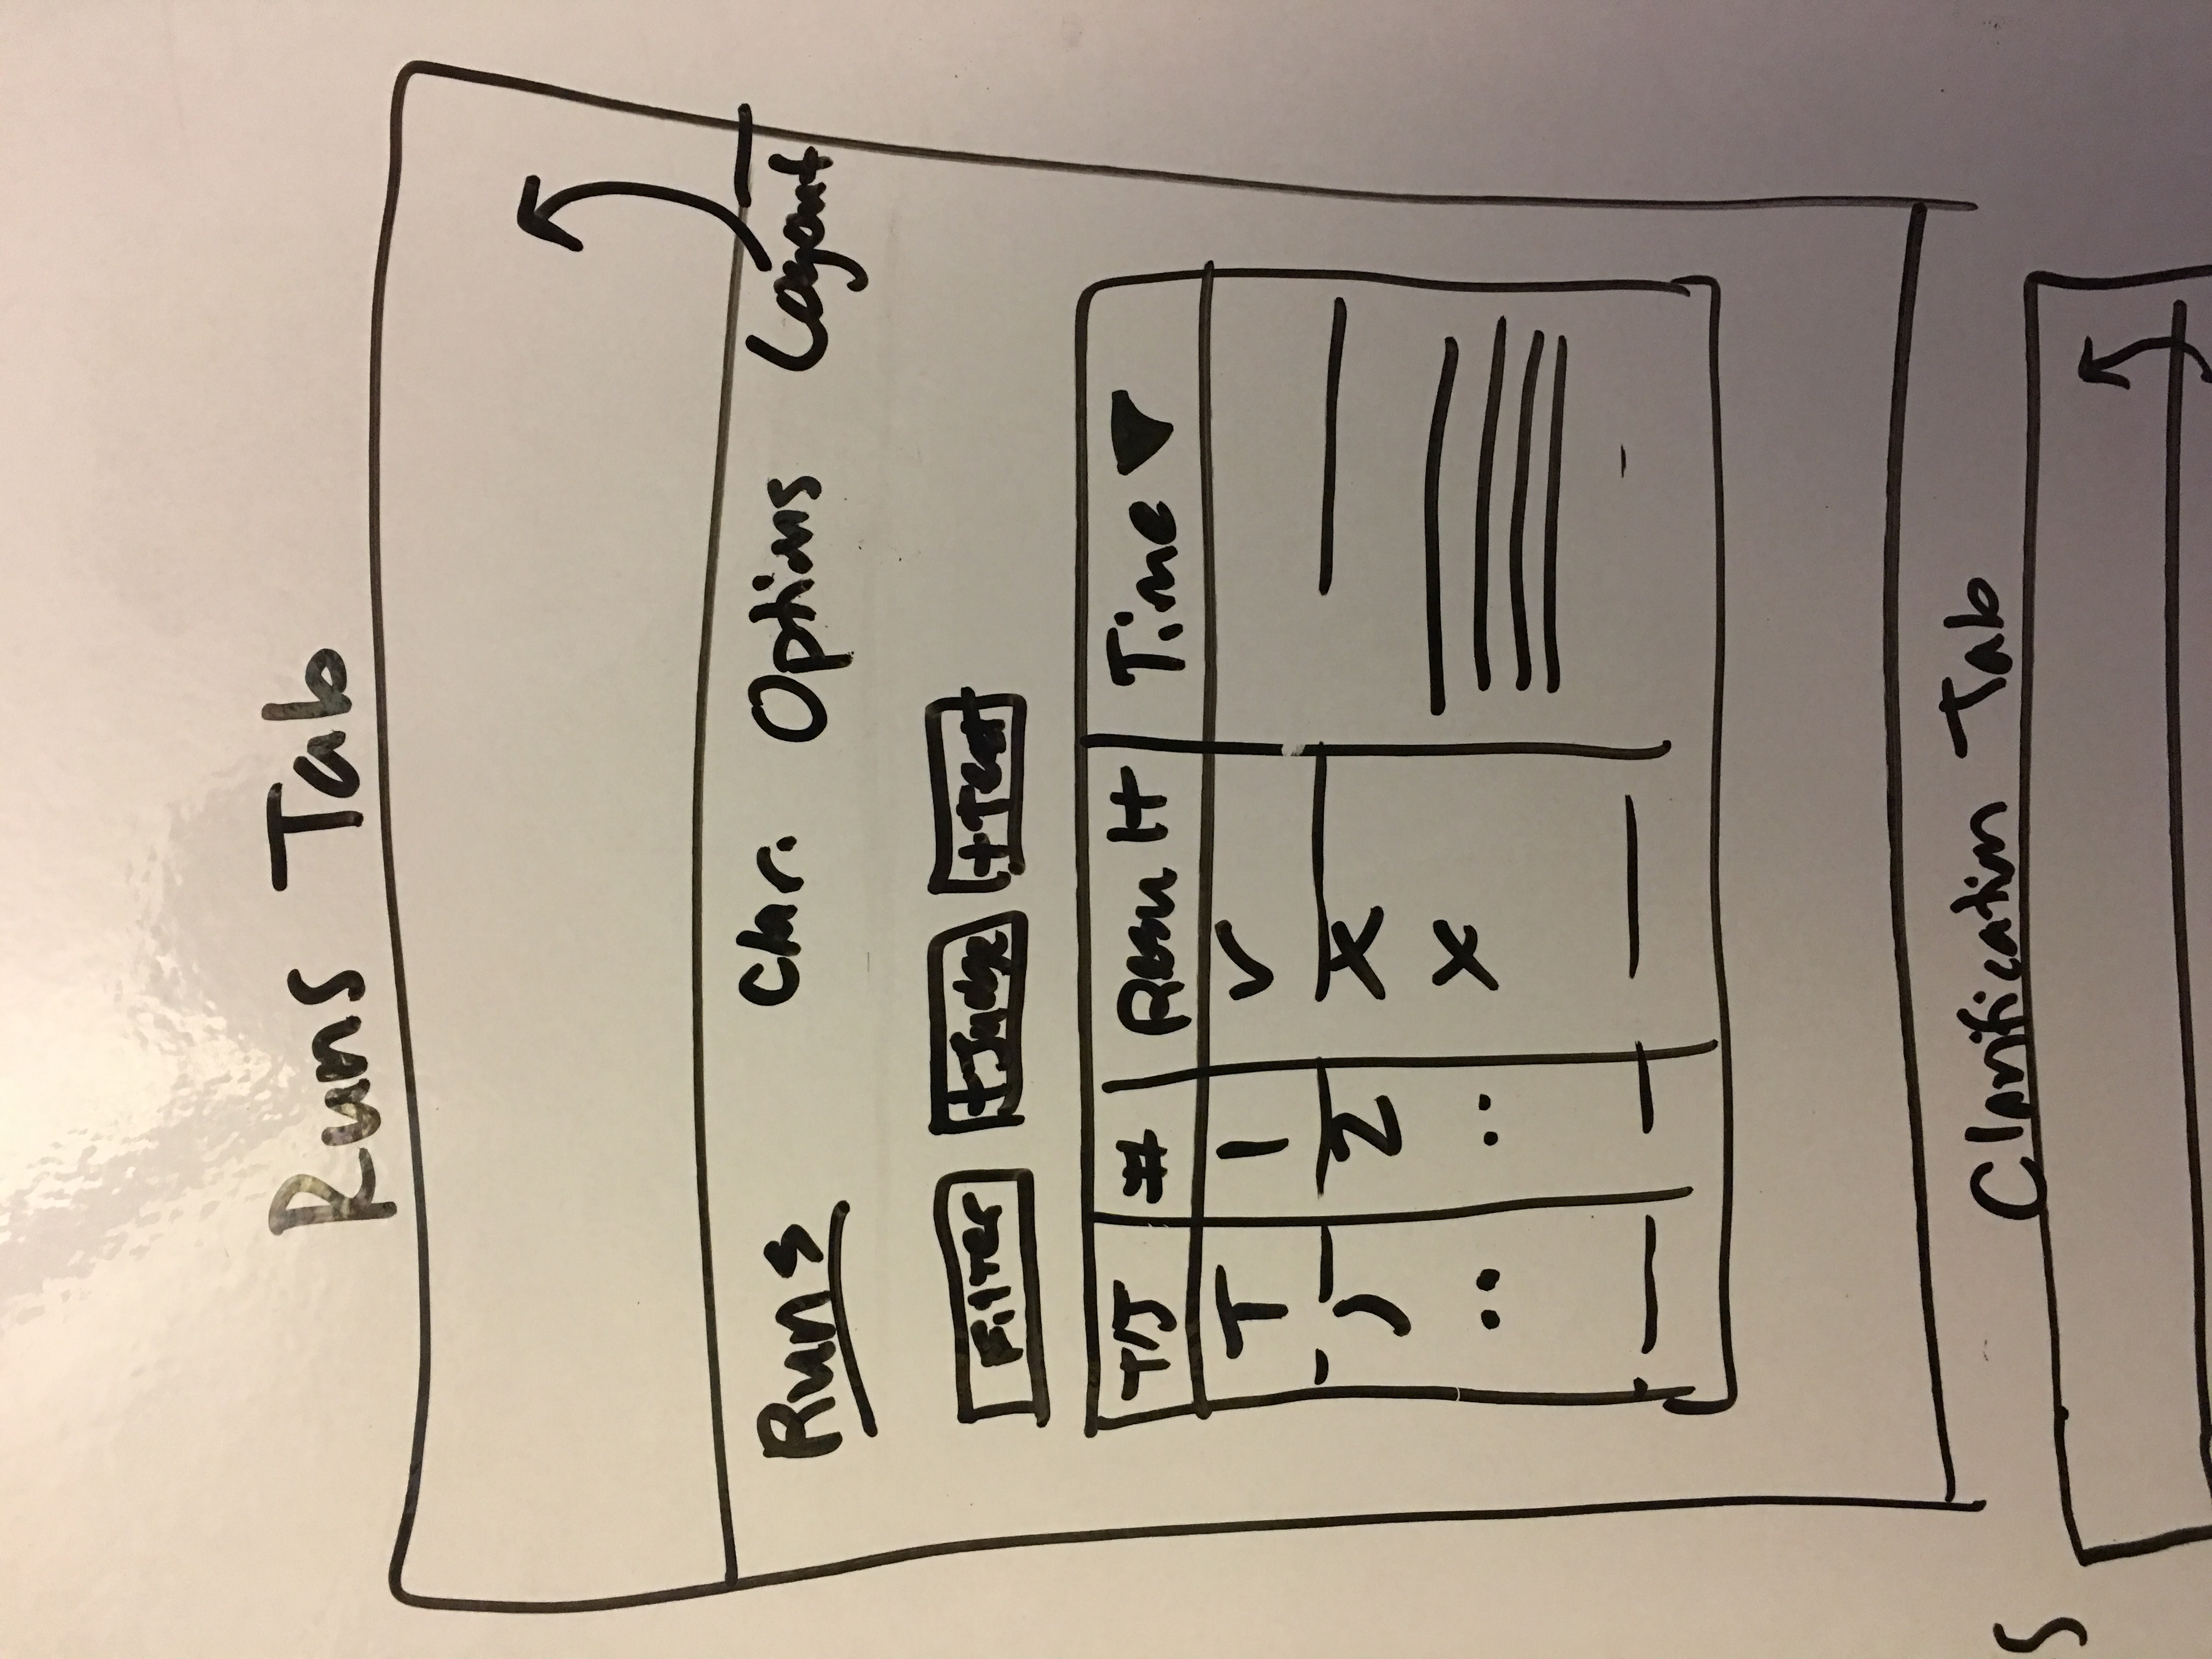 Runs Tab
Runs Clar. Options Logout
Filter +Judge +Test
T/J # Result Time ▼
T 1 ✓
J 2 X
.. .. X
Clarification Tab
S